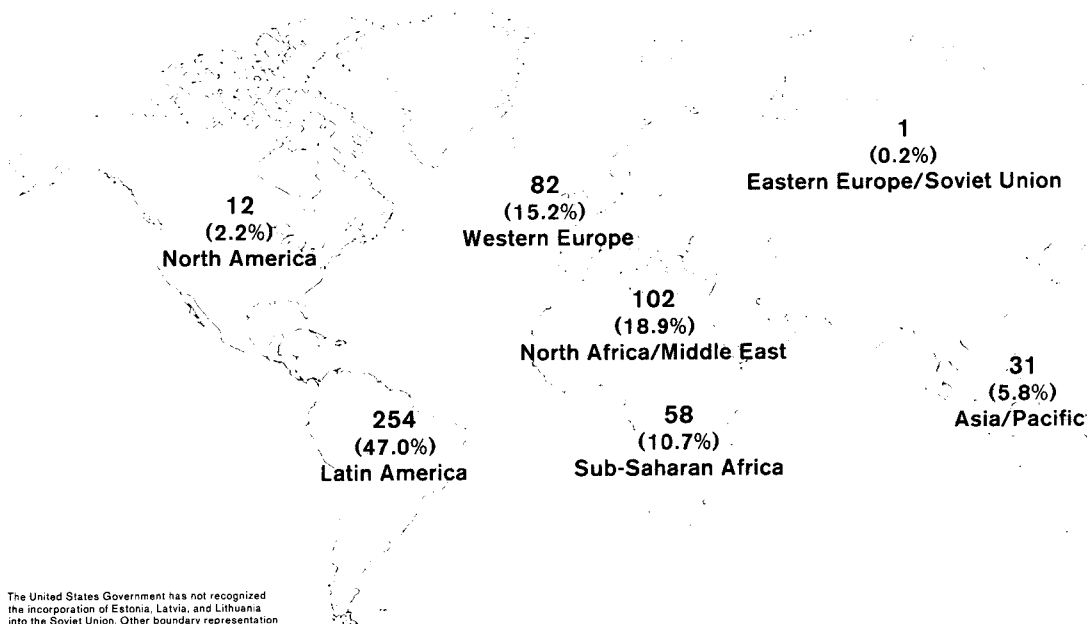 1
(0.2%)
Eastern Europe/Soviet Union
82
(15.2%)
Western Europe
12
(2.2%)
North America
102
(18.9%)
North Africa/Middle East
31
(5.8%)
Asia/Pacific
254
(47.0%)
Latin America
58
(10.7%)
Sub-Saharan Africa
The United States Government has not recognized
the incorporation of Estonia, Latvia, and Lithuania
into the Soviet Union. Other boundary representation